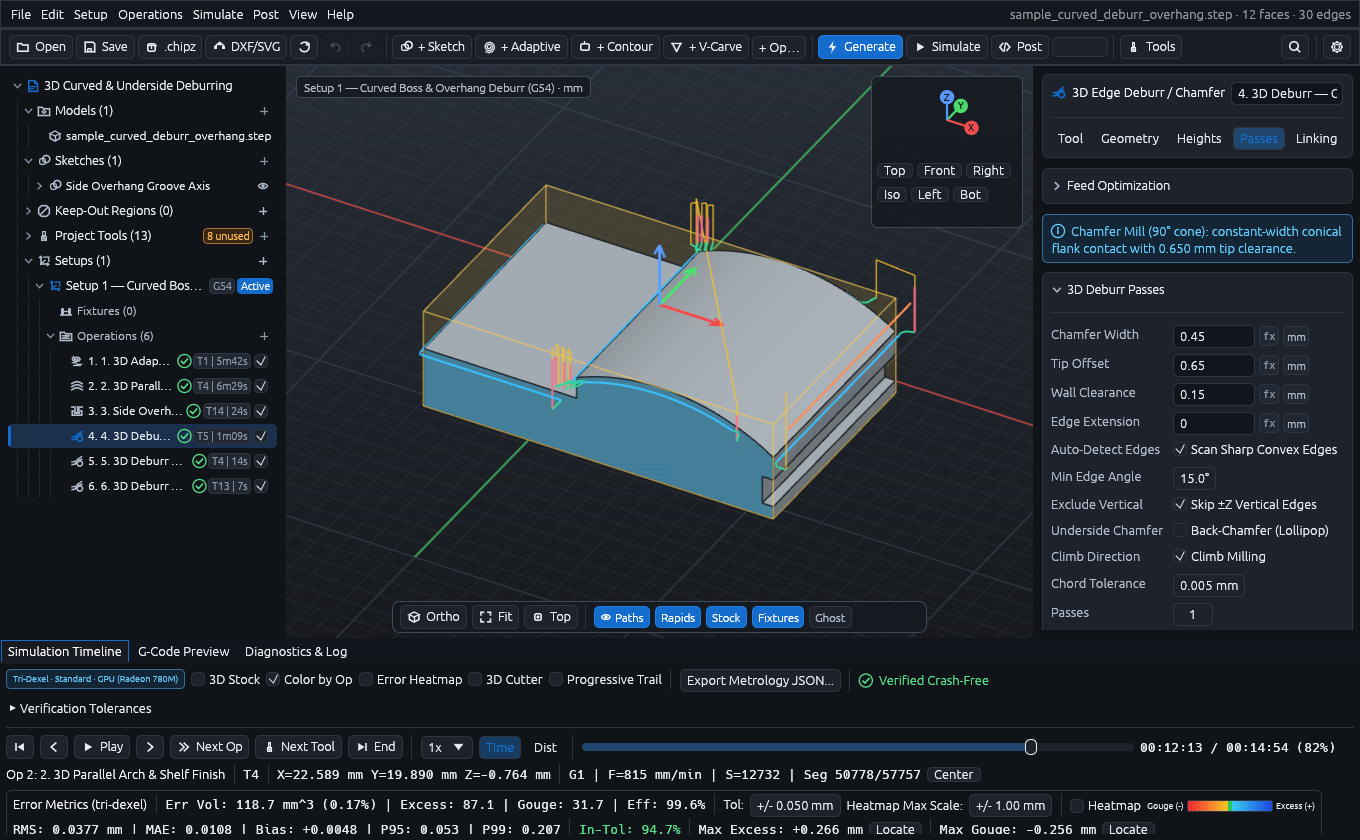 File Edit Setup Operations Simulate Post View Help
sample_curved_deburr_overhang.step · 12 faces · 30 edges
Open Save .chipz DXF/SVG + Sketch + Adaptive + Contour + V-Carve + Op... Generate Simulate Post Tools
3D Curved & Underside Deburring
Models (1) +
sample_curved_deburr_overhang.step
Sketches (1) +
Side Overhang Groove Axis
Keep-Out Regions (0) +
Project Tools (13) 8 unused +
Setups (1) +
Setup 1 — Curved Bos... G54 Active
Fixtures (0)
Operations (6) +
1. 1. 3D Adap... T1 | 5m42s
2. 2. 3D Parall... T4 | 6m29s
3. 3. Side Overh... T14 | 24s
4. 4. 3D Debu... T5 | 1m09s
5. 5. 3D Deburr ... T4 | 14s
6. 6. 3D Deburr ... T13 | 7s
Setup 1 — Curved Boss & Overhang Deburr (G54) · mm
Z
Y
X
Top Front Right
Iso Left Bot
Ortho Fit Top Paths Rapids Stock Fixtures Ghost
3D Edge Deburr / Chamfer 4. 3D Deburr — C
Tool Geometry Heights Passes Linking
Feed Optimization
Chamfer Mill (90° cone): constant-width conical
flank contact with 0.650 mm tip clearance.
3D Deburr Passes
Chamfer Width 0.45 fx mm
Tip Offset 0.65 fx mm
Wall Clearance 0.15 fx mm
Edge Extension 0 fx mm
Auto-Detect Edges Scan Sharp Convex Edges
Min Edge Angle 15.0°
Exclude Vertical Skip ±Z Vertical Edges
Underside Chamfer Back-Chamfer (Lollipop)
Climb Direction Climb Milling
Chord Tolerance 0.005 mm
Passes 1
Simulation Timeline G-Code Preview Diagnostics & Log
Tri-Dexel · Standard · GPU (Radeon 780M) 3D Stock Color by Op Error Heatmap 3D Cutter Progressive Trail Export Metrology JSON... Verified Crash-Free
Verification Tolerances
Play Next Op Next Tool End 1x Time Dist 00:12:13 / 00:14:54 (82%)
Op 2: 2. 3D Parallel Arch & Shelf Finish T4 X=22.589 mm Y=19.890 mm Z=-0.764 mm G1 | F=815 mm/min | S=12732 | Seg 50778/57757 Center
Error Metrics (tri-dexel) Err Vol: 118.7 mm^3 (0.17%) | Excess: 87.1 | Gouge: 31.7 | Eff: 99.6% Tol: +/- 0.050 mm Heatmap Max Scale: +/- 1.00 mm Heatmap Gouge (-) Excess (+)
RMS: 0.0377 mm | MAE: 0.0108 | Bias: +0.0048 | P95: 0.053 | P99: 0.207 In-Tol: 94.7% Max Excess: +0.266 mm Locate Max Gouge: -0.256 mm Locate